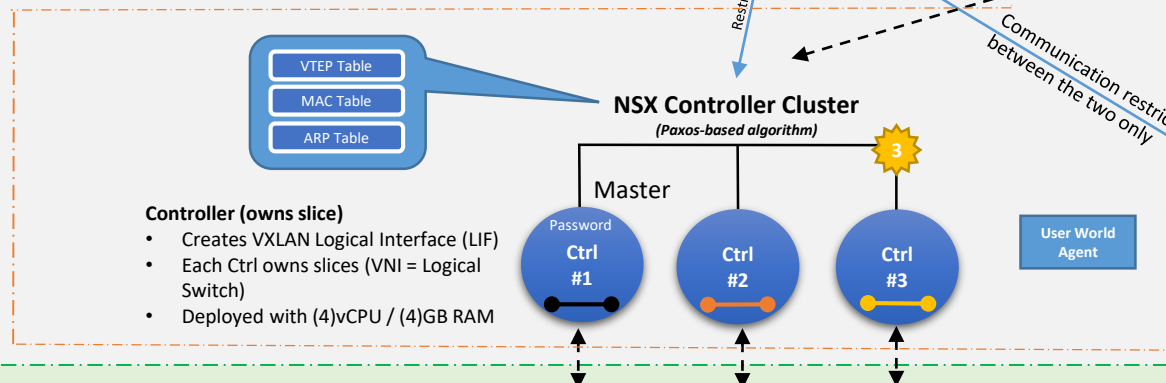 Restri
Communication restric
between the two only
VTEP Table
MAC Table
ARP Table
NSX Controller Cluster
(Paxos-based algorithm)
3
Master
Controller (owns slice)
• Creates VXLAN Logical Interface (LIF)
• Each Ctrl owns slices (VNI = Logical
Switch)
• Deployed with (4)vCPU / (4)GB RAM
Password
Ctrl
#1
Ctrl
#2
Ctrl
#3
User World
Agent